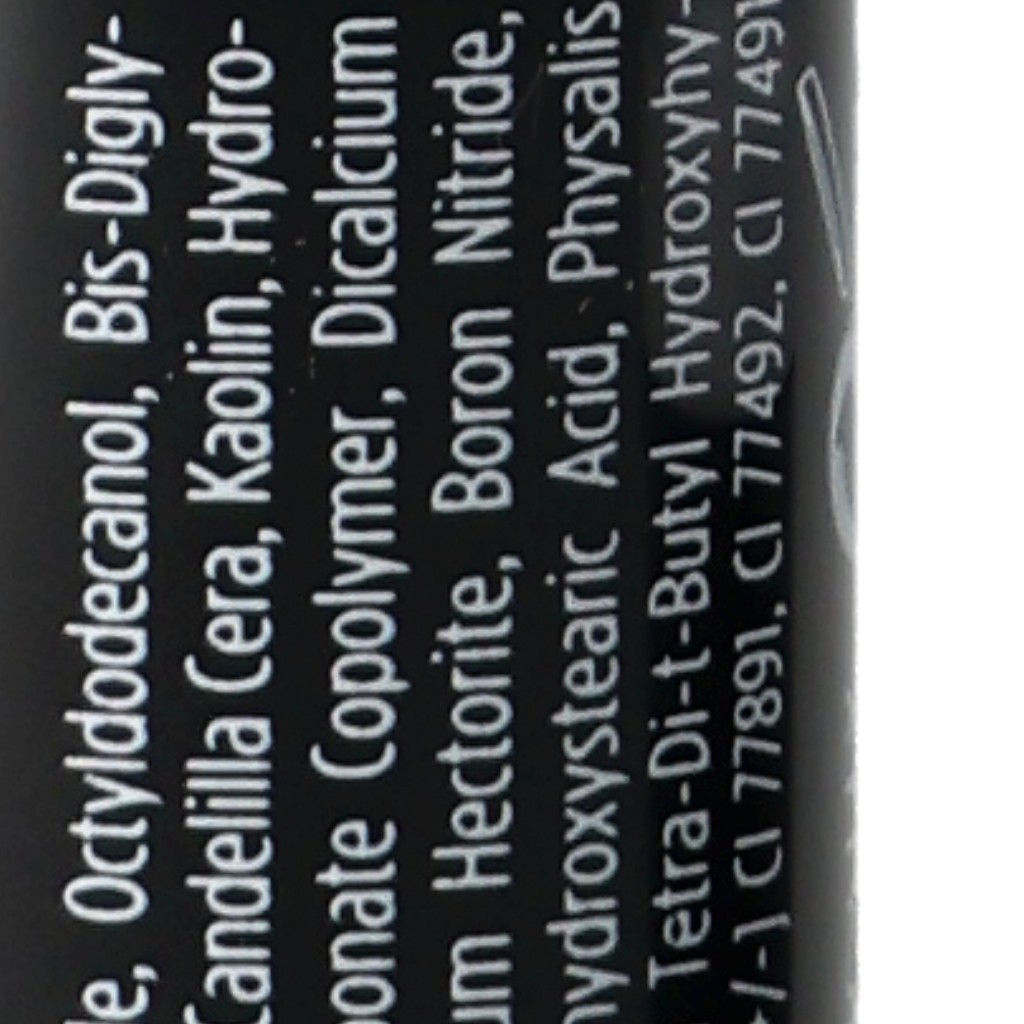 Octyldodecanol, Bis-Digly-
Candelilla Cera, Kaolin, Hydro-
Copolymer, Dicalcium
Hectorite, Boron Nitride,
Acid, Physalis
Tetra-Di-t-Butyl Hydroxyhy-
+/-] CI 77891, CI 77492, CI 7749